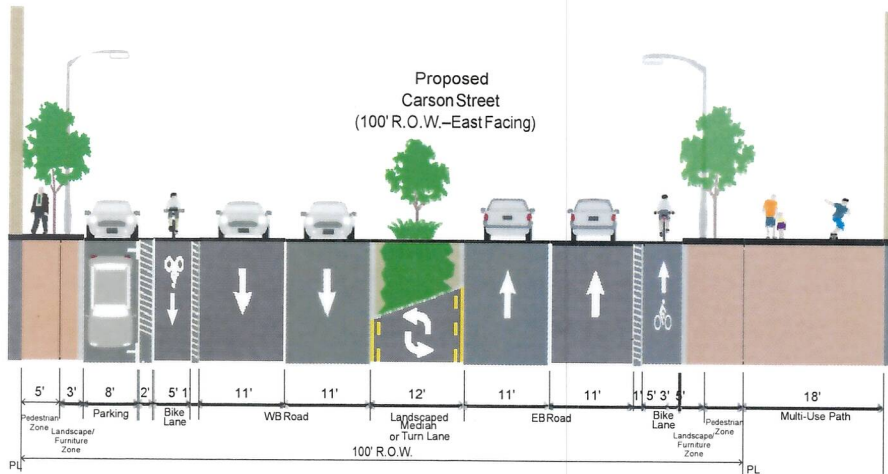 Proposed
Carson Street
(100' R.O.W.–East Facing)
5' 3' 8' 2' 5' 1' 11' 11' 12' 11' 11' 1' 5' 3' 5' 18'
Pedestrian
Zone
Landscape/
Furniture
Zone
Parking
Bike
Lane
WB Road
Landscaped
Mediah
or Turn Lane
EB Road
Bike
Lane
Landscape/
Furniture
Zone
Pedestrian
Zone
Multi-Use Path
100' R.O.W.
PL
PL